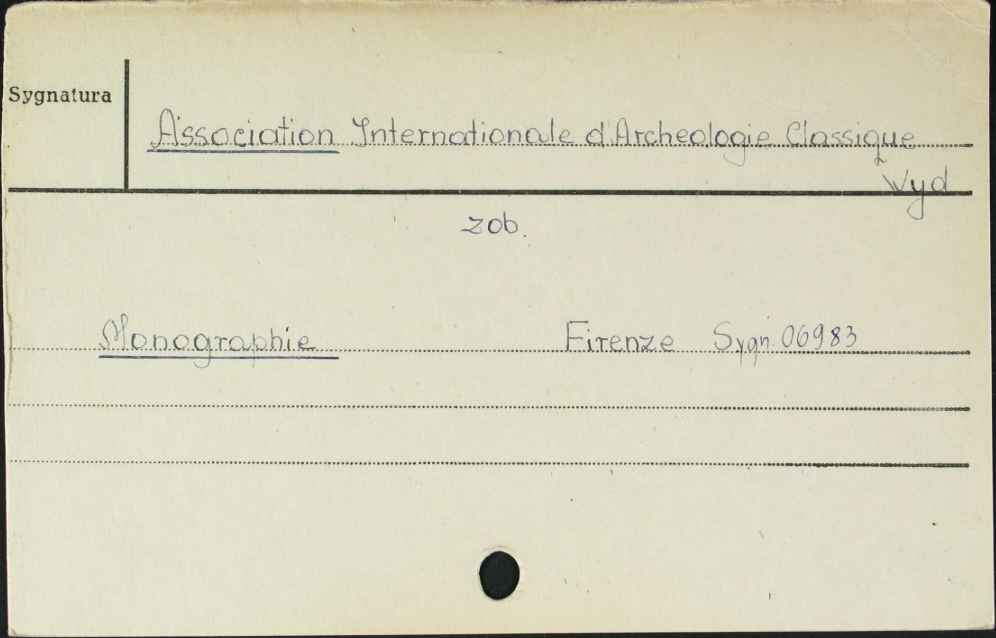 Sygnatura
Association Internationale d'Archeologie Classique
Wyd
zob.
Monographie Firenze Sygn. 06983